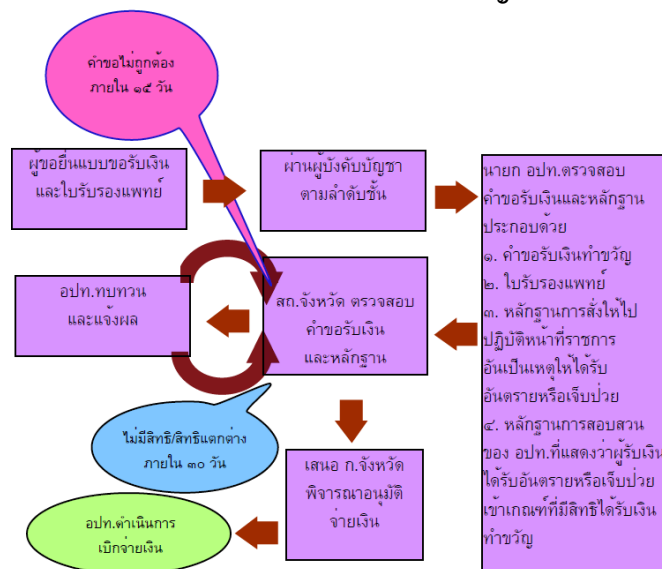 คำขอไม่ถูกต้อง
ภายใน ๑๕ วัน
ผู้ขอยื่นแบบขอรับเงิน
และใบรับรองแพทย์
ผ่านผู้บังคับบัญชา
ตามลำดับชั้น
นายก อปท.ตรวจสอบ
คำขอรับเงินและหลักฐาน
ประกอบด้วย
๑. คำขอรับเงินทำขวัญ
๒. ใบรับรองแพทย์
๓. หลักฐานการสั่งให้ไป
ปฏิบัติหน้าที่ราชการ
อันเป็นเหตุให้ได้รับ
อันตรายหรือเจ็บป่วย
๔. หลักฐานการสอบสวน
ของ อปท.ที่แสดงว่าผู้รับเงิน
ได้รับอันตรายหรือเจ็บป่วย
เข้าเกณฑ์ที่มีสิทธิได้รับเงิน
ทำขวัญ
สถ.จังหวัด ตรวจสอบ
คำขอรับเงิน
และหลักฐาน
อปท.ทบทวน
และแจ้งผล
ไม่มีสิทธิ/สิทธิแตกต่าง
ภายใน ๓๐ วัน
เสนอ ก.จังหวัด
พิจารณาอนุมัติ
จ่ายเงิน
อปท.ดำเนินการ
เบิกจ่ายเงิน